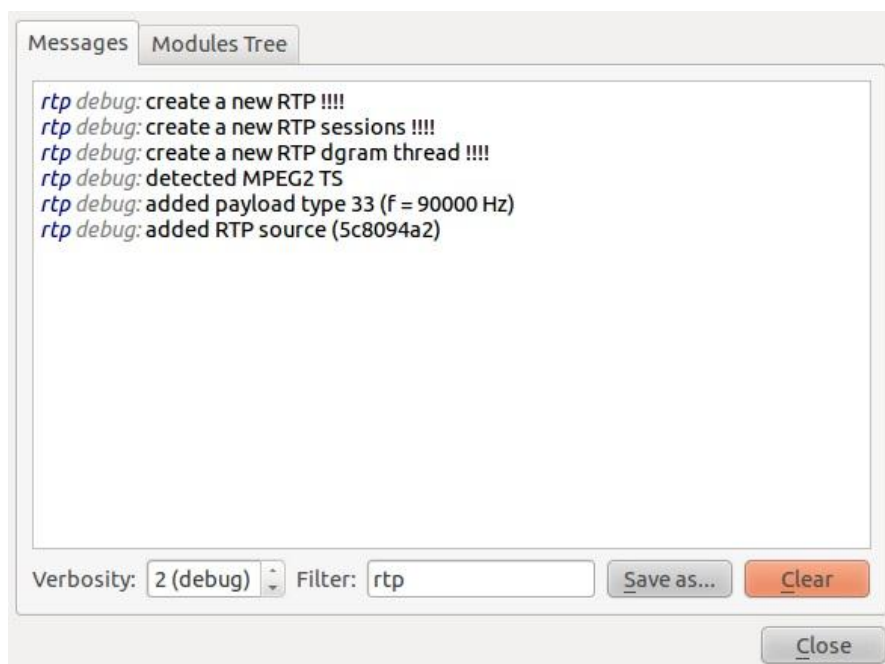 Messages Modules Tree
rtp debug: create a new RTP !!!!
rtp debug: create a new RTP sessions !!!!
rtp debug: create a new RTP dgram thread !!!!
rtp debug: detected MPEG2 TS
rtp debug: added payload type 33 (f = 90000 Hz)
rtp debug: added RTP source (5c8094a2)
Verbosity: 2 (debug) Filter: rtp Save as... Clear
Close